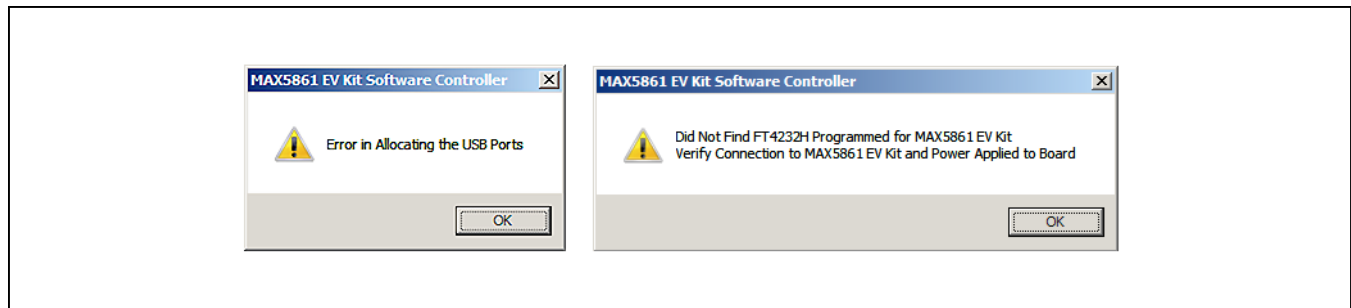 MAX5861 EV Kit Software Controller
Error in Allocating the USB Ports
OK
MAX5861 EV Kit Software Controller
Did Not Find FT4232H Programmed for MAX5861 EV Kit
Verify Connection to MAX5861 EV Kit and Power Applied to Board
OK